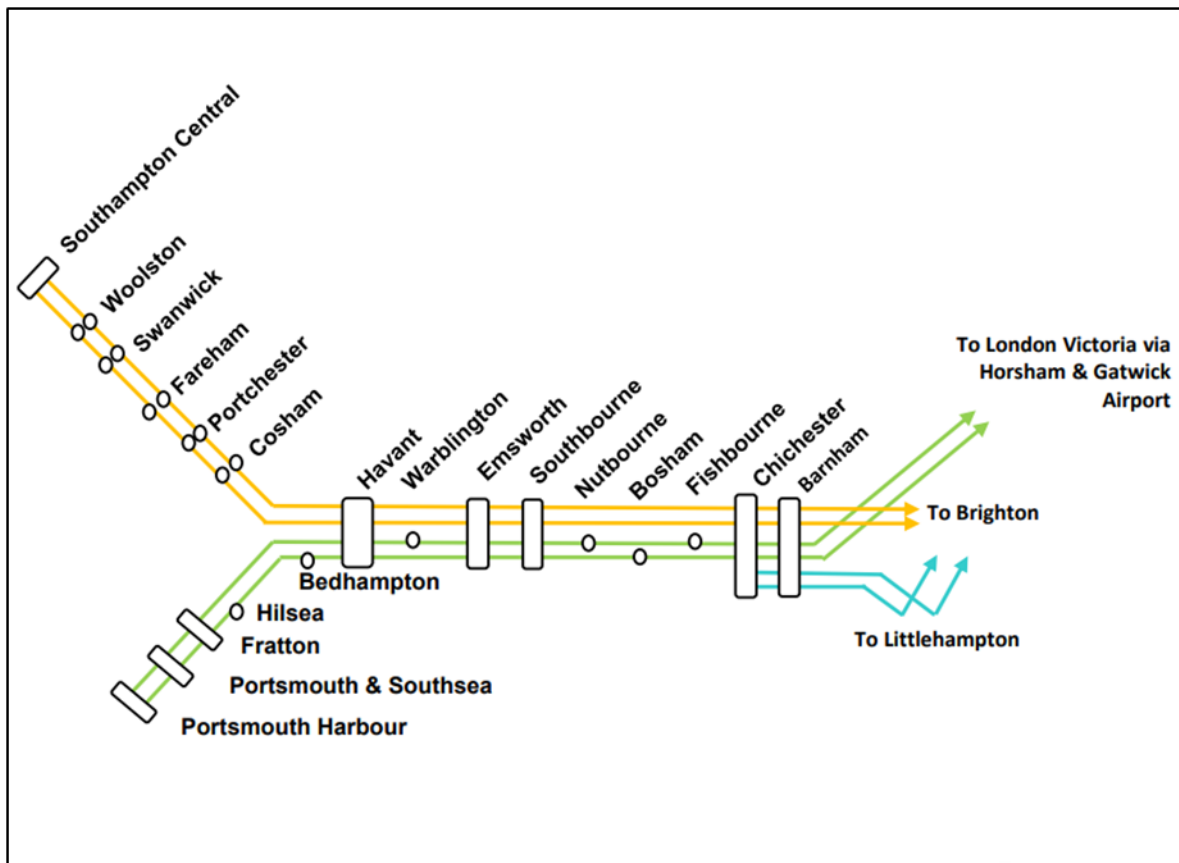 Southampton Central
Woolston
Swanwick
Fareham
Portchester
Cosham
Havant
Warblington
Emsworth
Southbourne
Nutbourne
Bosham
Fishbourne
Chichester
Barnham
To London Victoria via
Horsham & Gatwick
Airport
To Brighton
To Littlehampton
Bedhampton
Hilsea
Fratton
Portsmouth & Southsea
Portsmouth Harbour